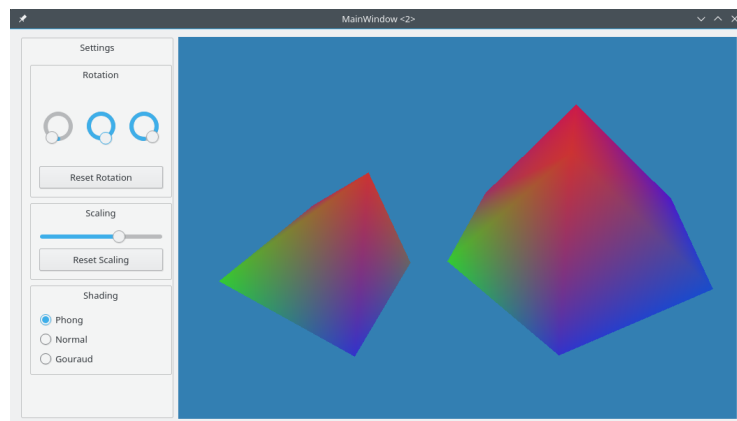 MainWindow <2>
Settings
Rotation
Reset Rotation
Scaling
Reset Scaling
Shading
Phong
Normal
Gouraud